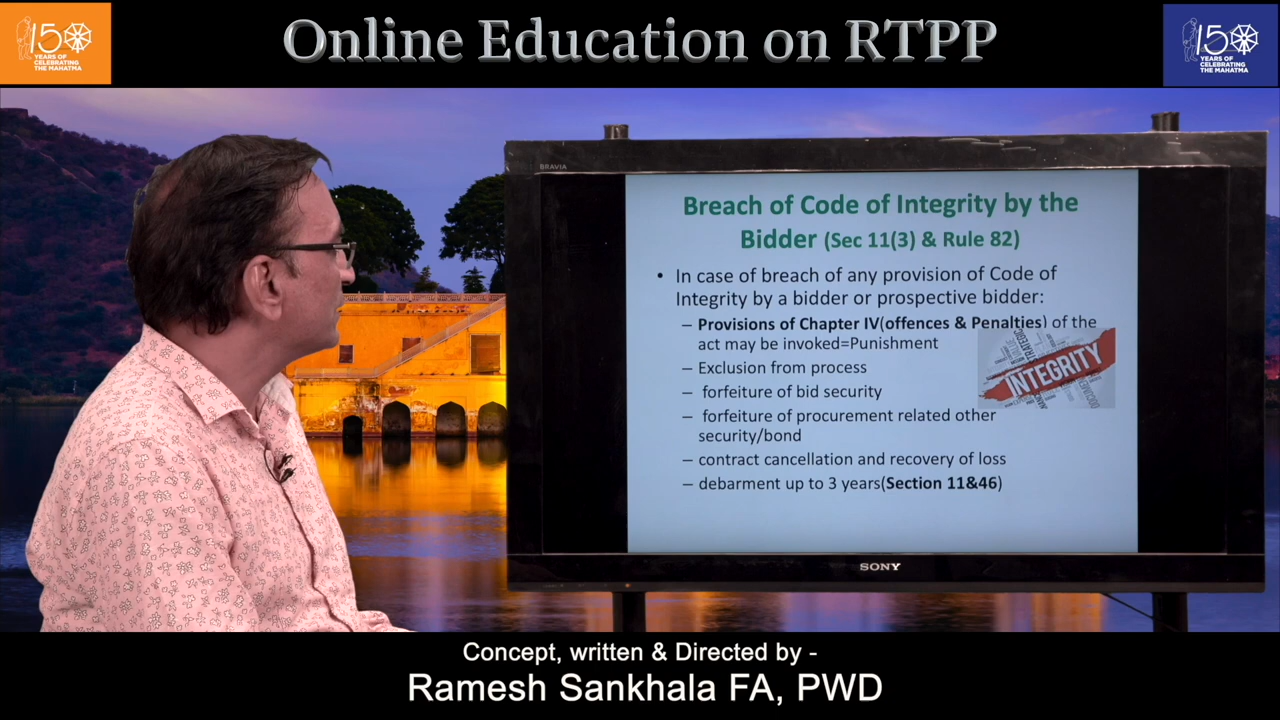 Online Education on RTPP
150
YEARS OF
CELEBRATING
THE MAHATMA
150
YEARS OF
CELEBRATING
THE MAHATMA
BRAVIA
Breach of Code of Integrity by the
Bidder (Sec 11(3) & Rule 82)
• In case of breach of any provision of Code of
Integrity by a bidder or prospective bidder:
– Provisions of Chapter IV(offences & Penalties) of the
act may be invoked=Punishment
– Exclusion from process
– forfeiture of bid security
– forfeiture of procurement related other
security/bond
– contract cancellation and recovery of loss
– debarment up to 3 years(Section 11&46)
INTEGRITY
STRATEGIC
SONY
Concept, written & Directed by -
Ramesh Sankhala FA, PWD